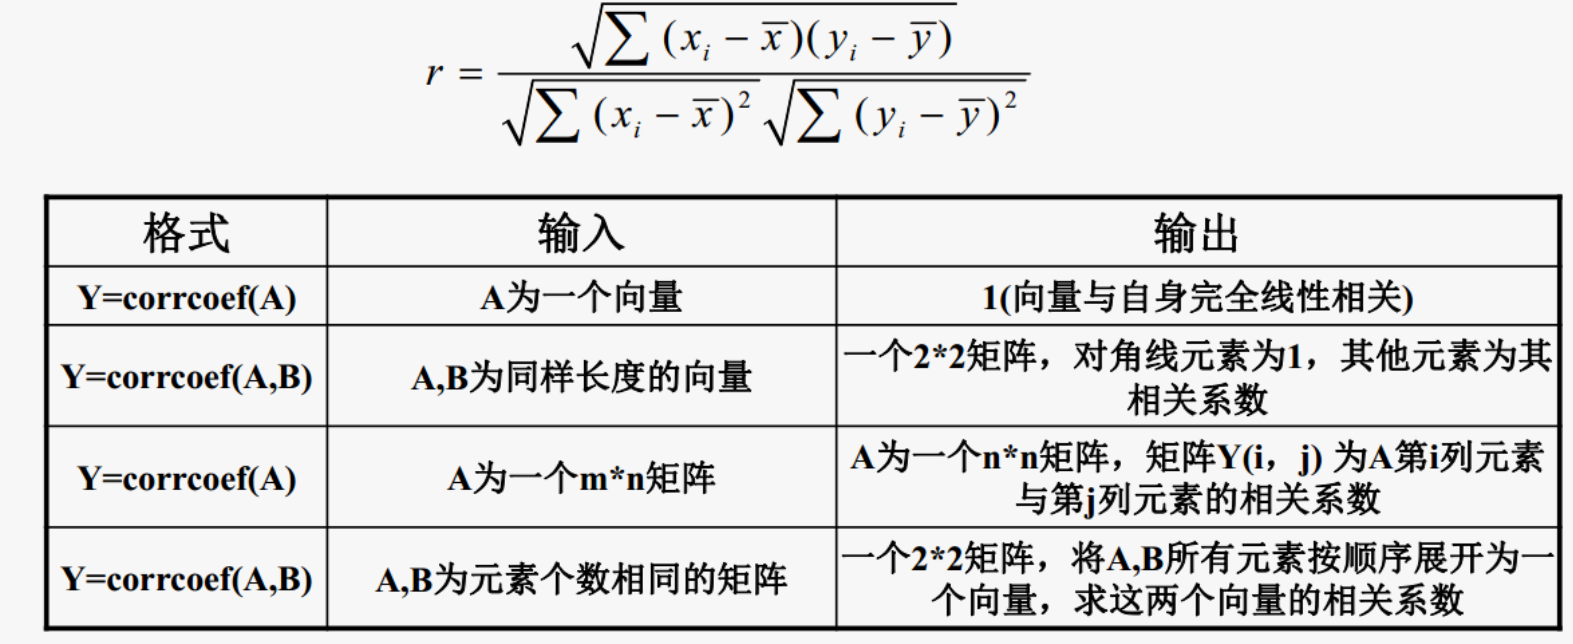 r = \frac{\sqrt{\sum (x_i - \overline{x})(y_i - \overline{y})}}{\sqrt{\sum (x_i - \overline{x})^2} \sqrt{\sum (y_i - \overline{y})^2}}
格式 输入 输出
Y=corrcoef(A) A为一个向量 1(向量与自身完全线性相关)
Y=corrcoef(A,B) A,B为同样长度的向量 一个2*2矩阵，对角线元素为1，其他元素为其
相关系数
Y=corrcoef(A) A为一个m*n矩阵 A为一个n*n矩阵，矩阵Y(i，j) 为A第i列元素
与第j列元素的相关系数
Y=corrcoef(A,B) A,B为元素个数相同的矩阵 一个2*2矩阵，将A,B所有元素按顺序展开为一
个向量，求这两个向量的相关系数